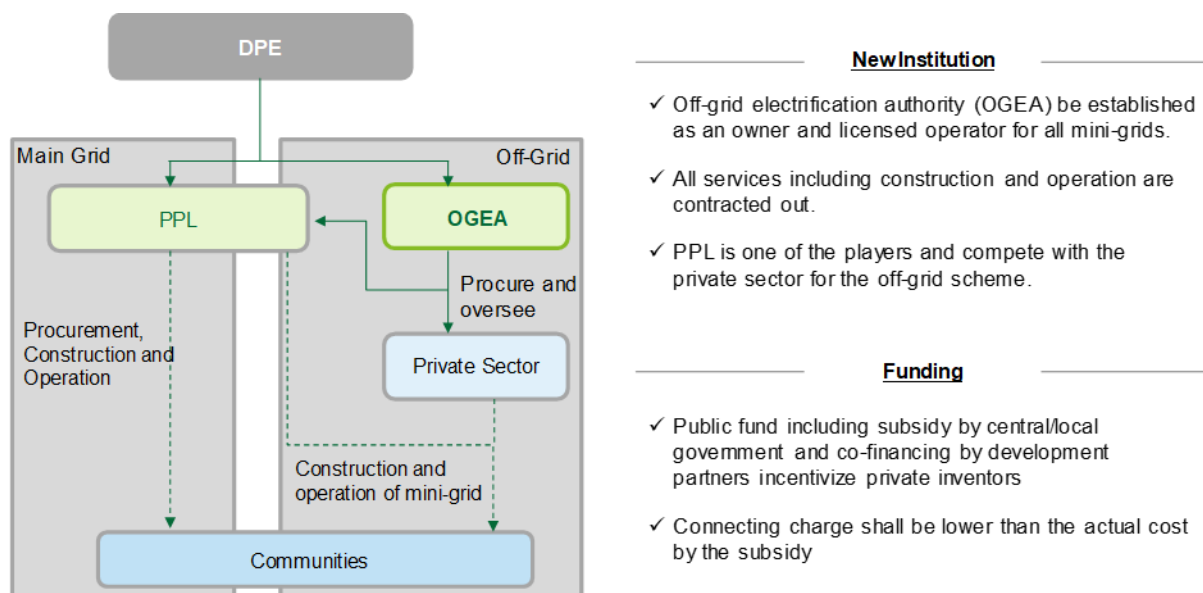 DPE
Main Grid
Off-Grid
PPL
OGEA
Procure and
oversee
Procurement,
Construction and
Operation
Private Sector
Construction and
operation of mini-grid
Communities
New Institution
✓ Off-grid electrification authority (OGEA) be established
as an owner and licensed operator for all mini-grids.
✓ All services including construction and operation are
contracted out.
✓ PPL is one of the players and compete with the
private sector for the off-grid scheme.
Funding
✓ Public fund including subsidy by central/local
government and co-financing by development
partners incentivize private inventors
✓ Connecting charge shall be lower than the actual cost
by the subsidy